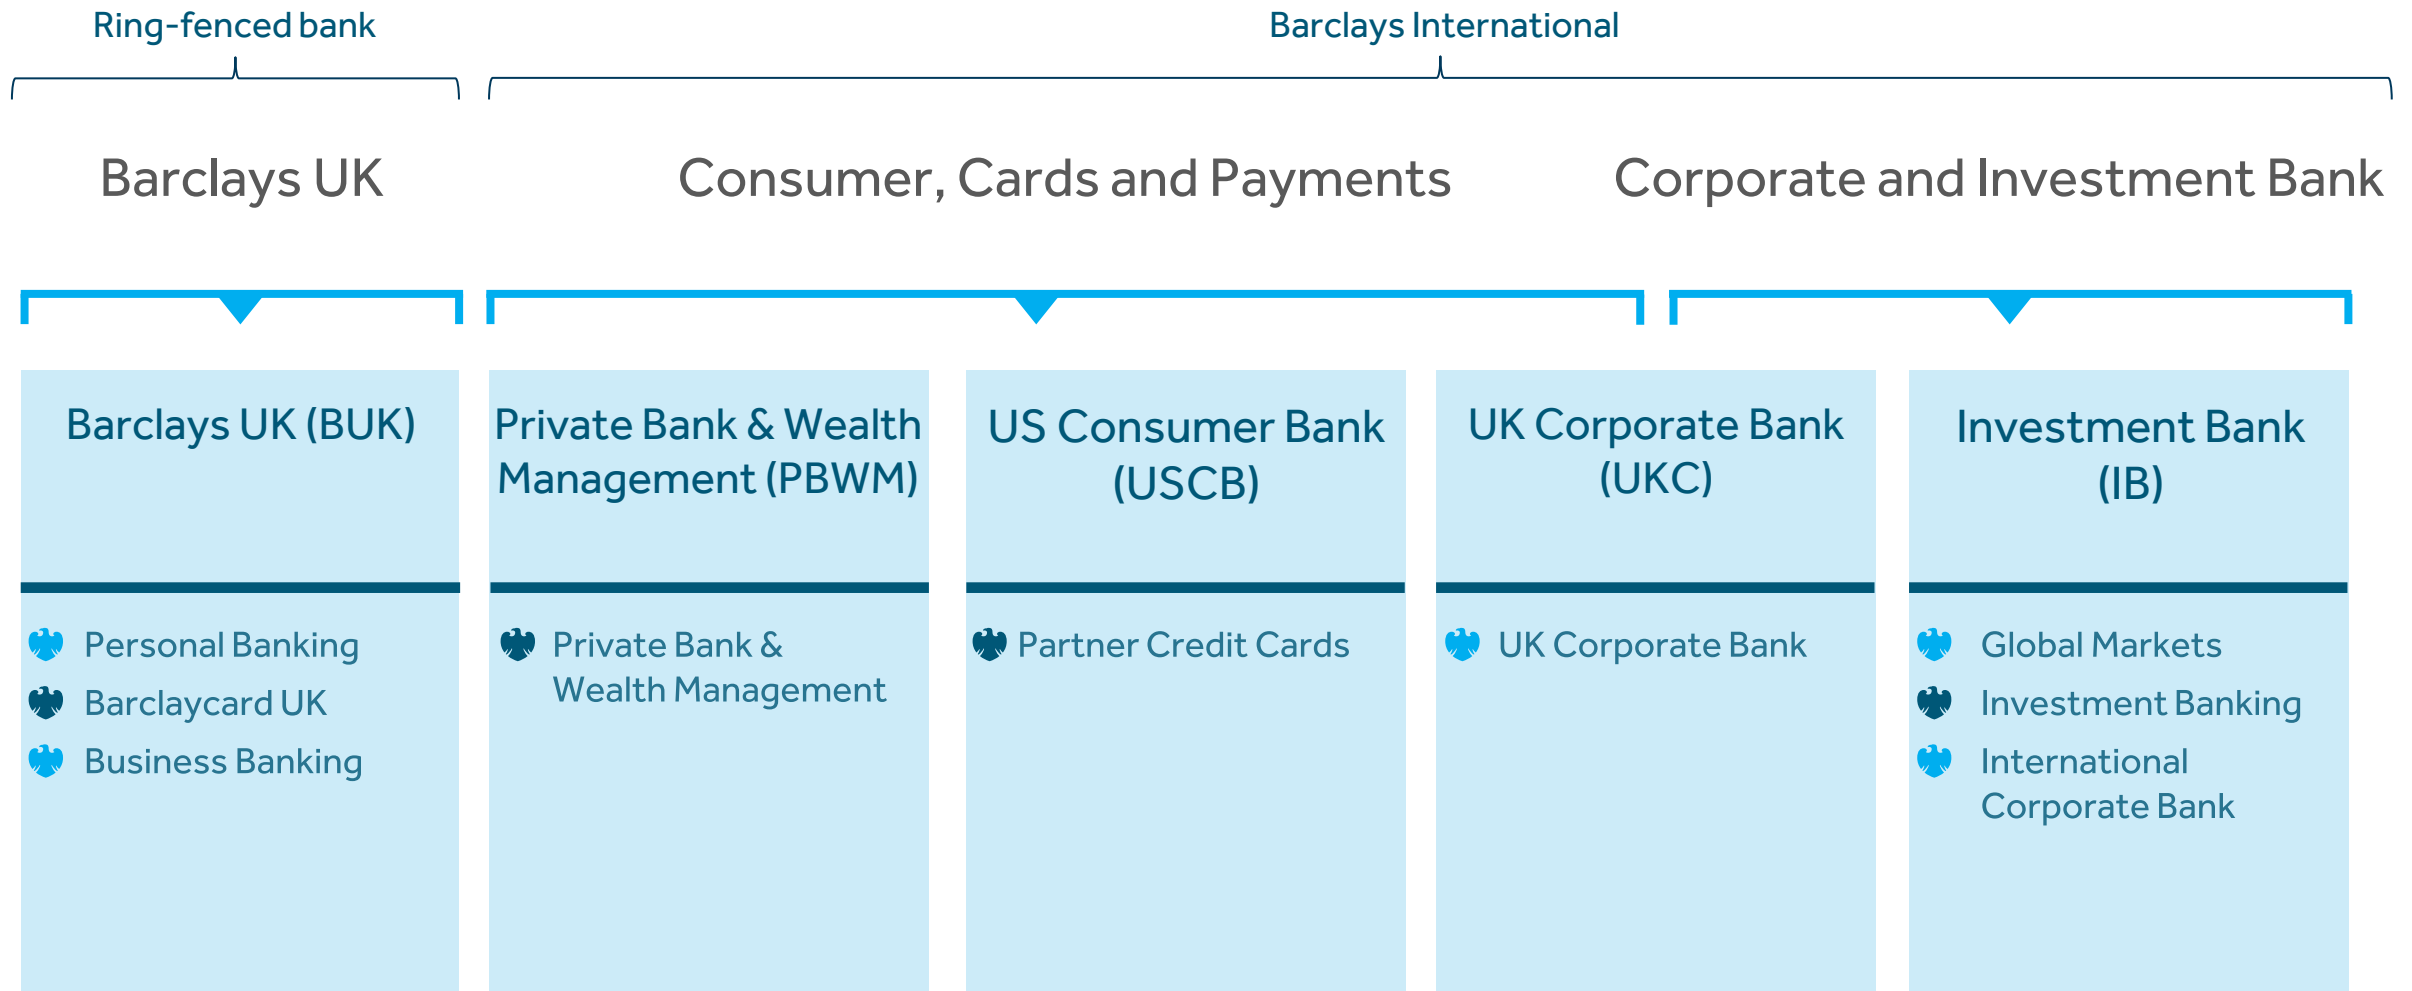 Ring-fenced bank
Barclays International
Barclays UK
Consumer, Cards and Payments
Corporate and Investment Bank
Barclays UK (BUK)
Private Bank & Wealth
Management (PBWM)
US Consumer Bank
(USCB)
UK Corporate Bank
(UKC)
Investment Bank
(IB)
Personal Banking
Barclaycard UK
Business Banking
Private Bank &
Wealth Management
Partner Credit Cards
UK Corporate Bank
Global Markets
Investment Banking
International
Corporate Bank